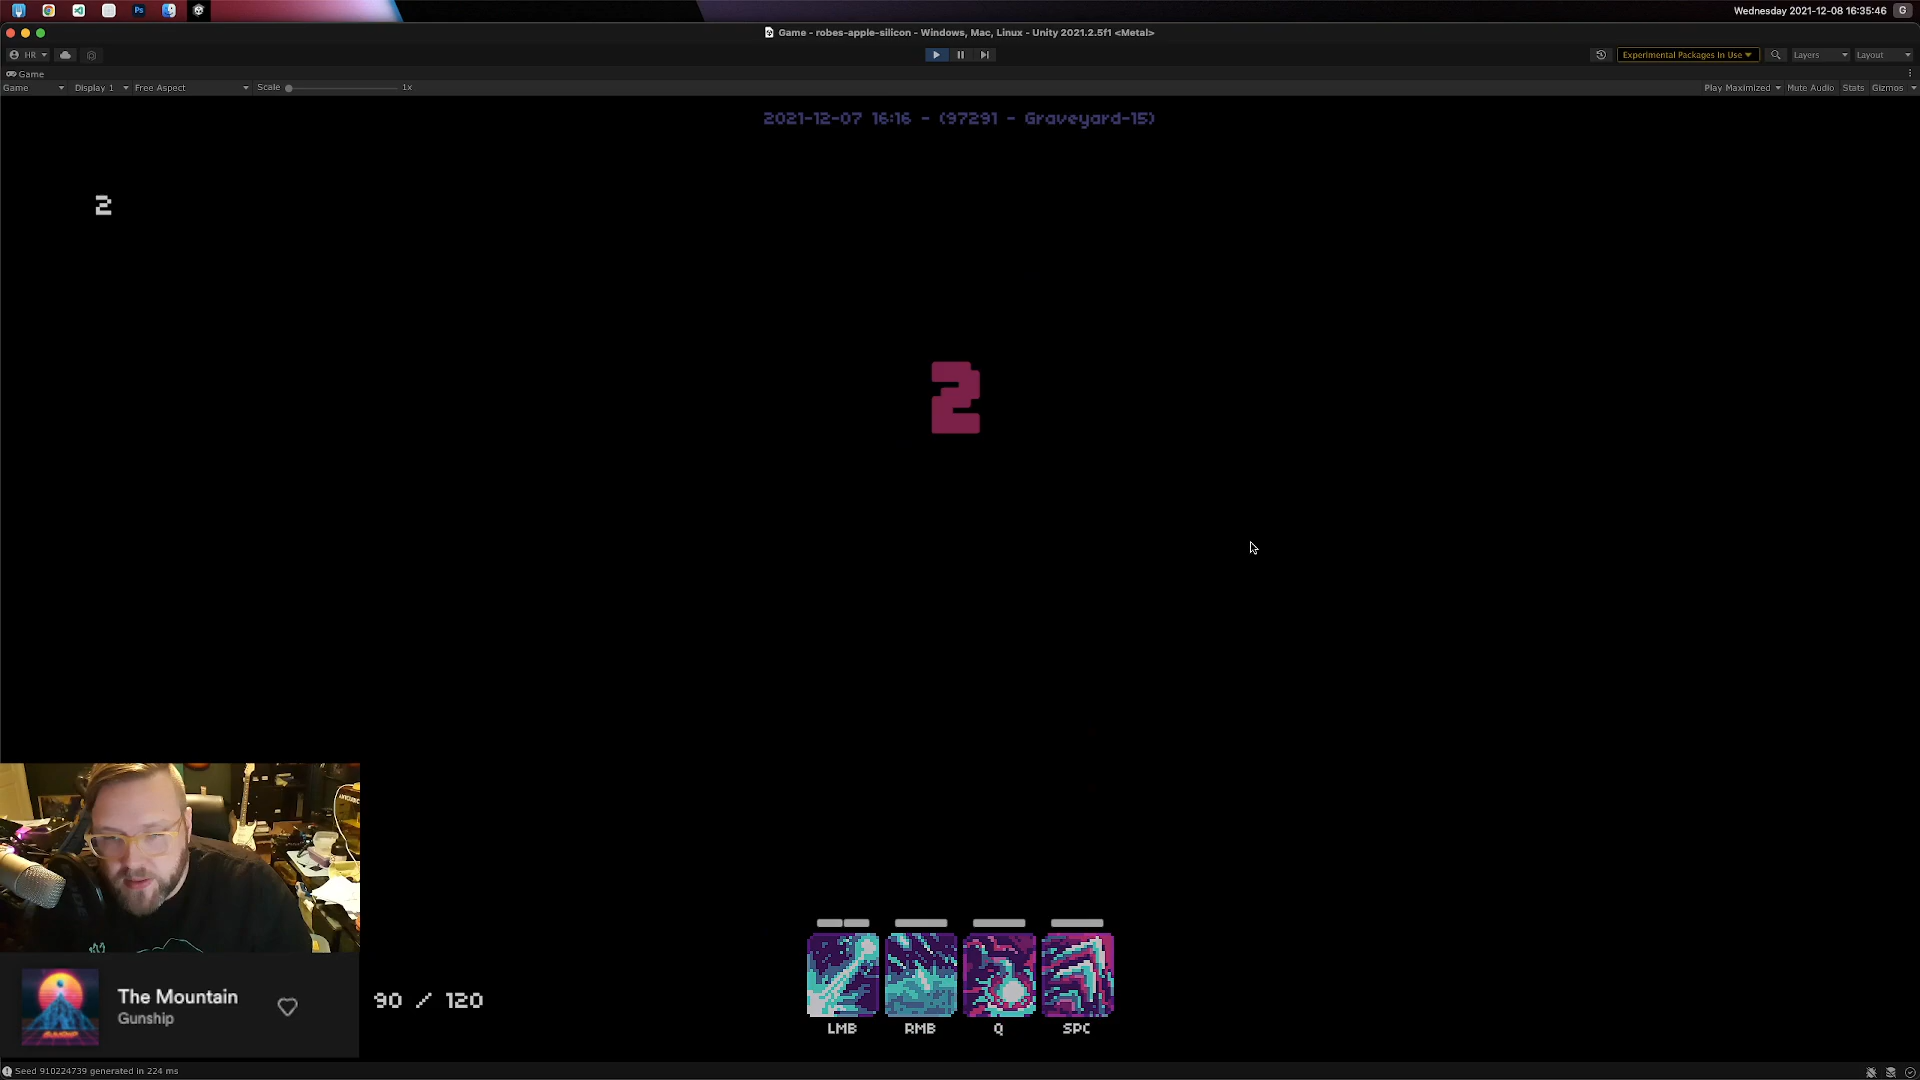 Wednesday 2021-12-08 16:35:46 G
Game - robes-apple-silicon - Windows, Mac, Linux - Unity 2021.2.5f1 <Metal>
HR Experimental Packages In Use Layers Layout
Game
Game Display 1 Free Aspect Scale 1x Play Maximized Mute Audio Stats Gizmos
2021-12-07 16:16 - (97291 - Graveyard-15)
2
2
The Mountain
Gunship
90 / 120
LMB RMB Q SPC
Seed 910224739 generated in 224 ms